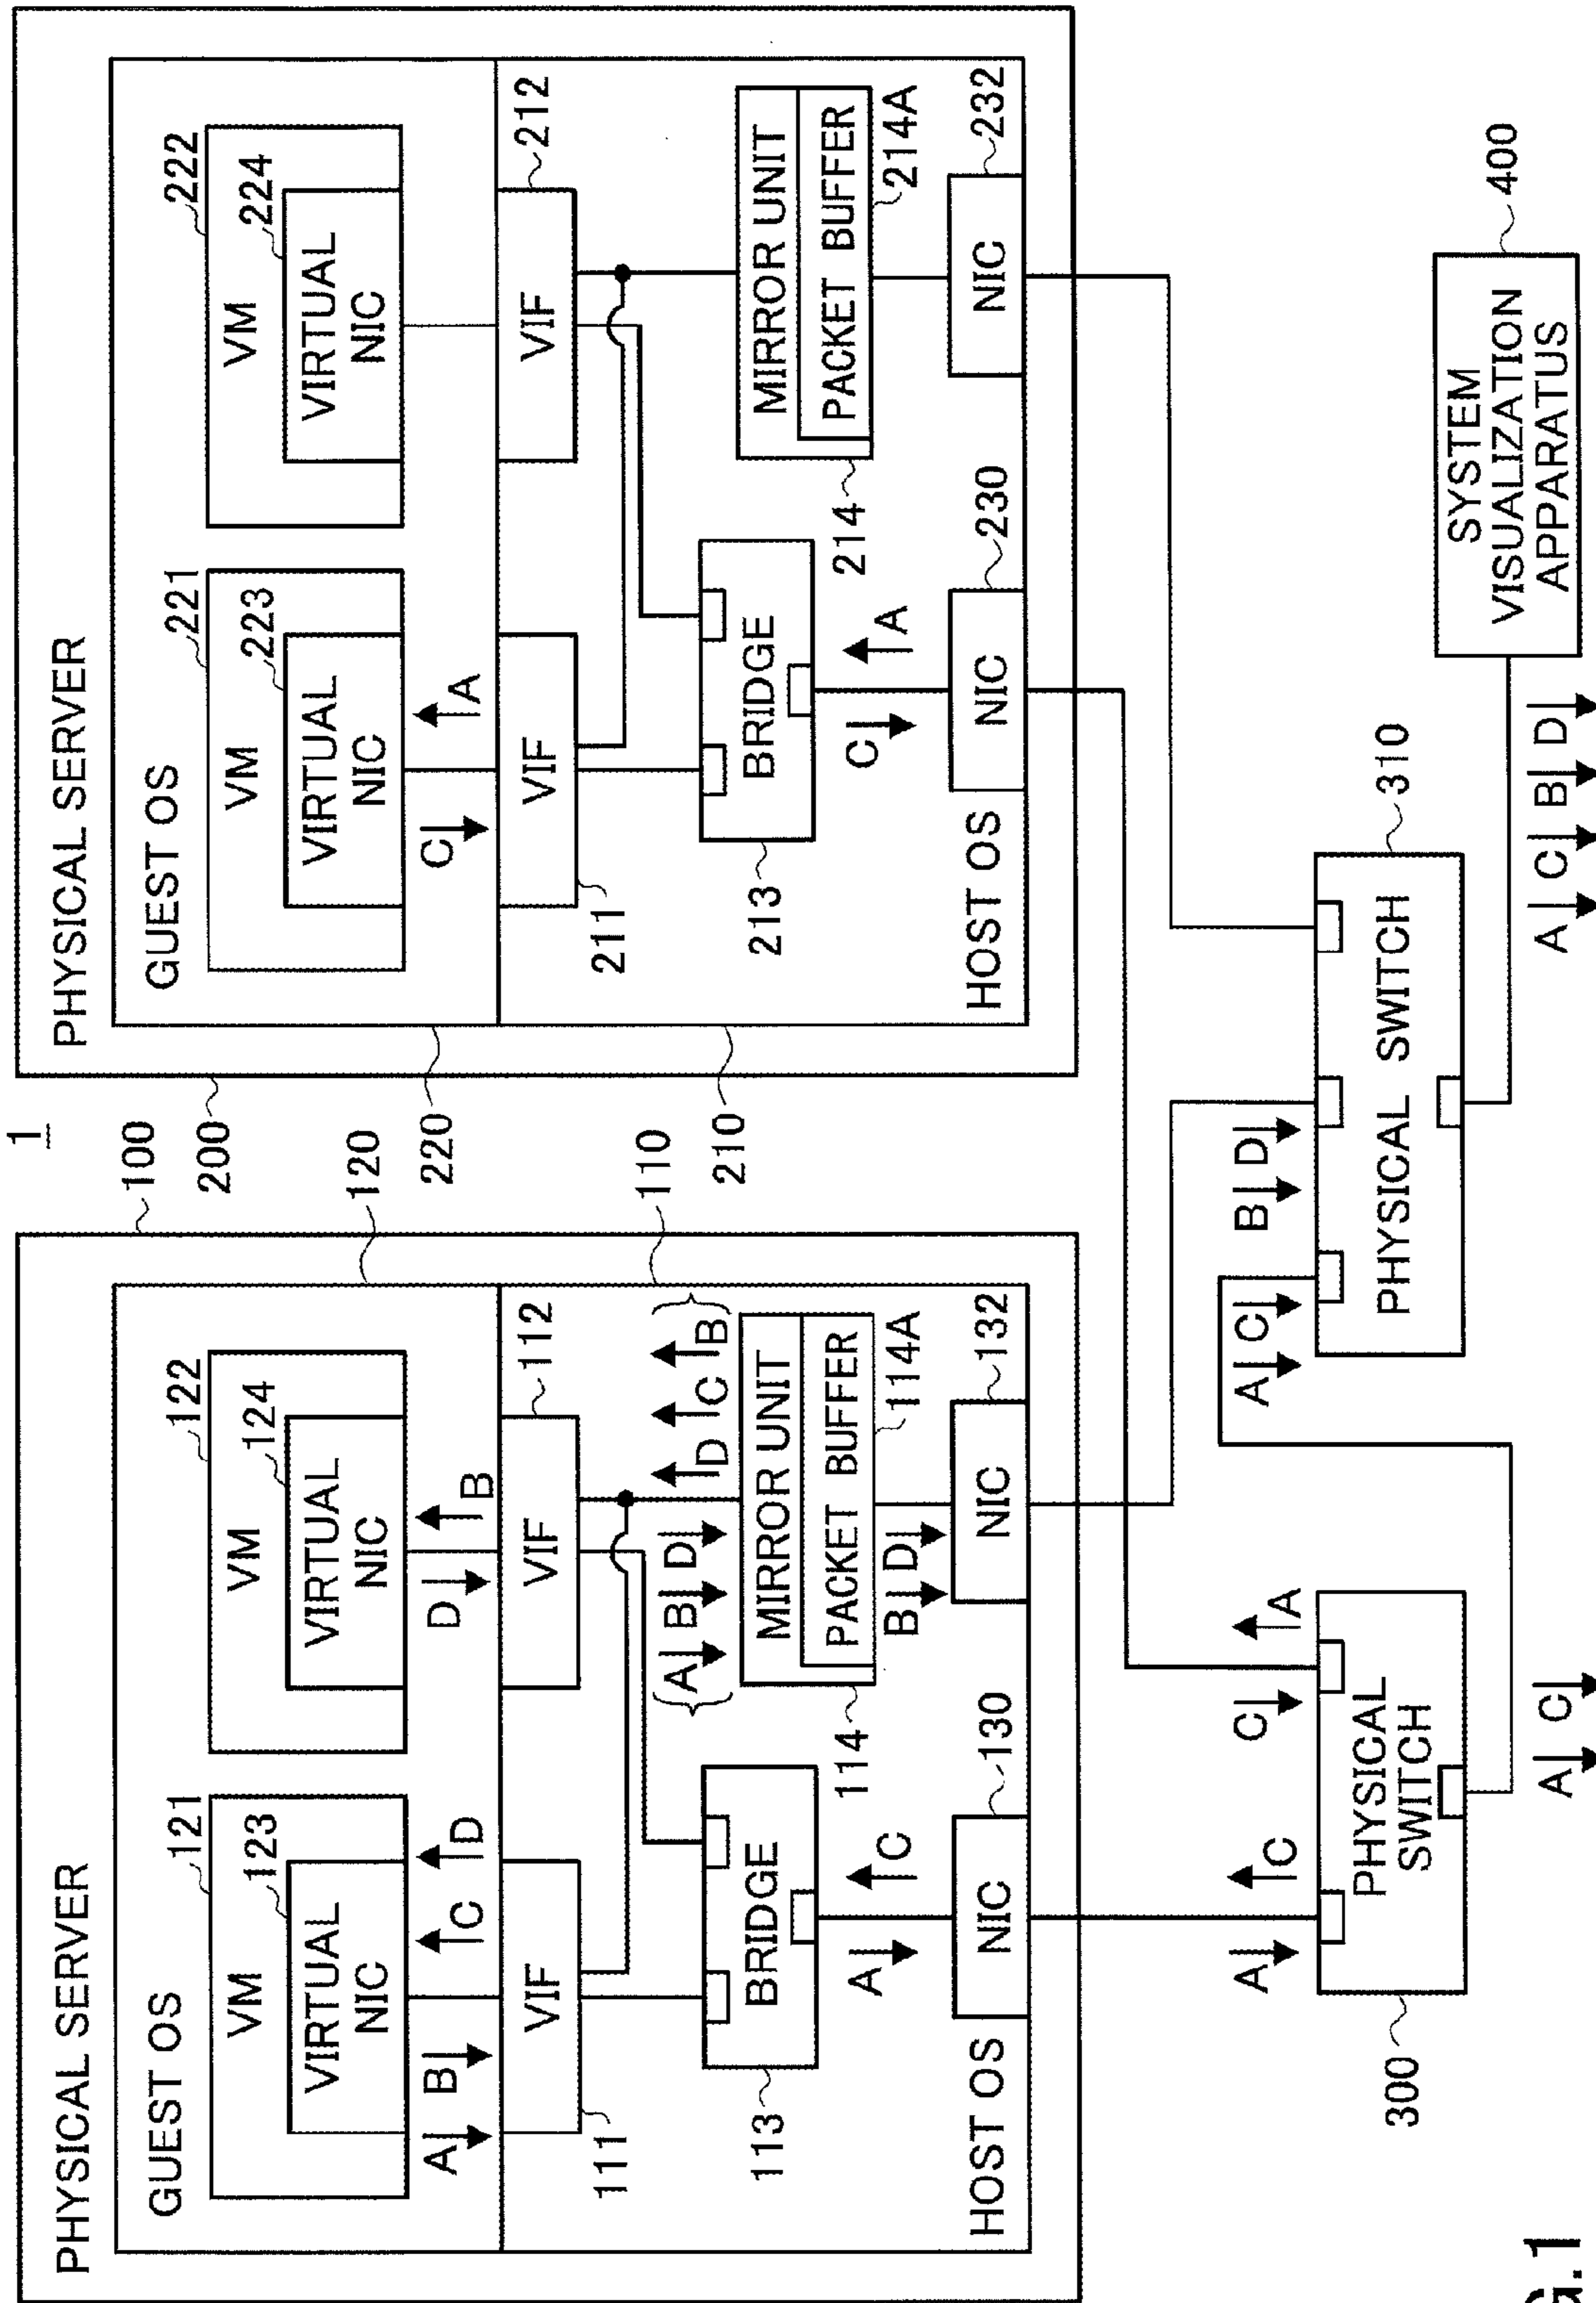 1
100
PHYSICAL SERVER
GUEST OS
120
121
VM
123
VIRTUAL
NIC
A
B
C
D
122
VM
124
VIRTUAL
NIC
D
B
111
VIF
112
VIF
110
113
BRIDGE
A
C
A
B
D
D
C
B
114
MIRROR UNIT
PACKET BUFFER
114A
B
D
HOST OS
NIC
130
NIC
132
200
PHYSICAL SERVER
GUEST OS
220
221
VM
223
VIRTUAL
NIC
C
A
222
VM
224
VIRTUAL
NIC
211
VIF
212
VIF
210
213
BRIDGE
C
A
214
MIRROR UNIT
PACKET BUFFER
214A
HOST OS
NIC
230
NIC
232
A
C
C
A
300
PHYSICAL
SWITCH
A
C
A
C
B
D
310
PHYSICAL SWITCH
A
C
B
D
400
SYSTEM
VISUALIZATION
APPARATUS
G.1